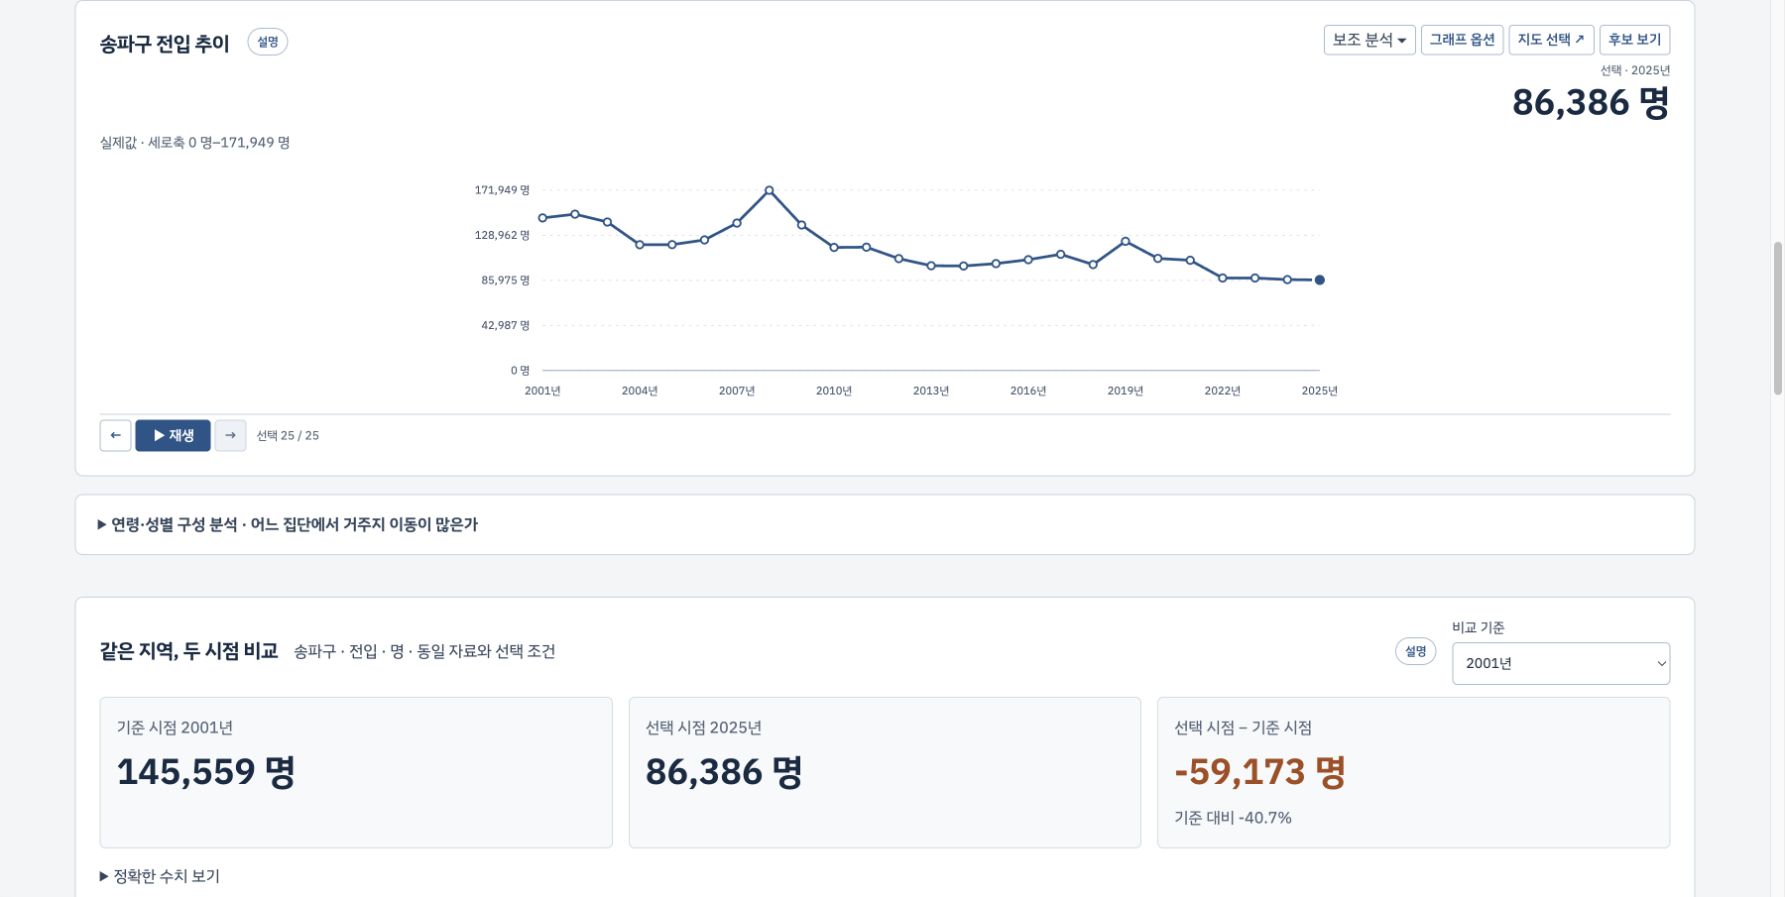 송파구 전입 추이 설명
보조 분석 그래프 옵션 지도 선택 ↗ 후보 보기
선택 · 2025년
86,386 명
실제값 · 세로축 0 명–171,949 명
171,949 명
128,962 명
85,975 명
42,987 명
0 명
2001년 2004년 2007년 2010년 2013년 2016년 2019년 2022년 2025년
← ▶ 재생 → 선택 25 / 25
▶ 연령·성별 구성 분석 · 어느 집단에서 거주지 이동이 많은가
같은 지역, 두 시점 비교 송파구 · 전입 · 명 · 동일 자료와 선택 조건
설명
비교 기준
2001년
기준 시점 2001년
145,559 명
선택 시점 2025년
86,386 명
선택 시점 – 기준 시점
-59,173 명
기준 대비 -40.7%
▶ 정확한 수치 보기